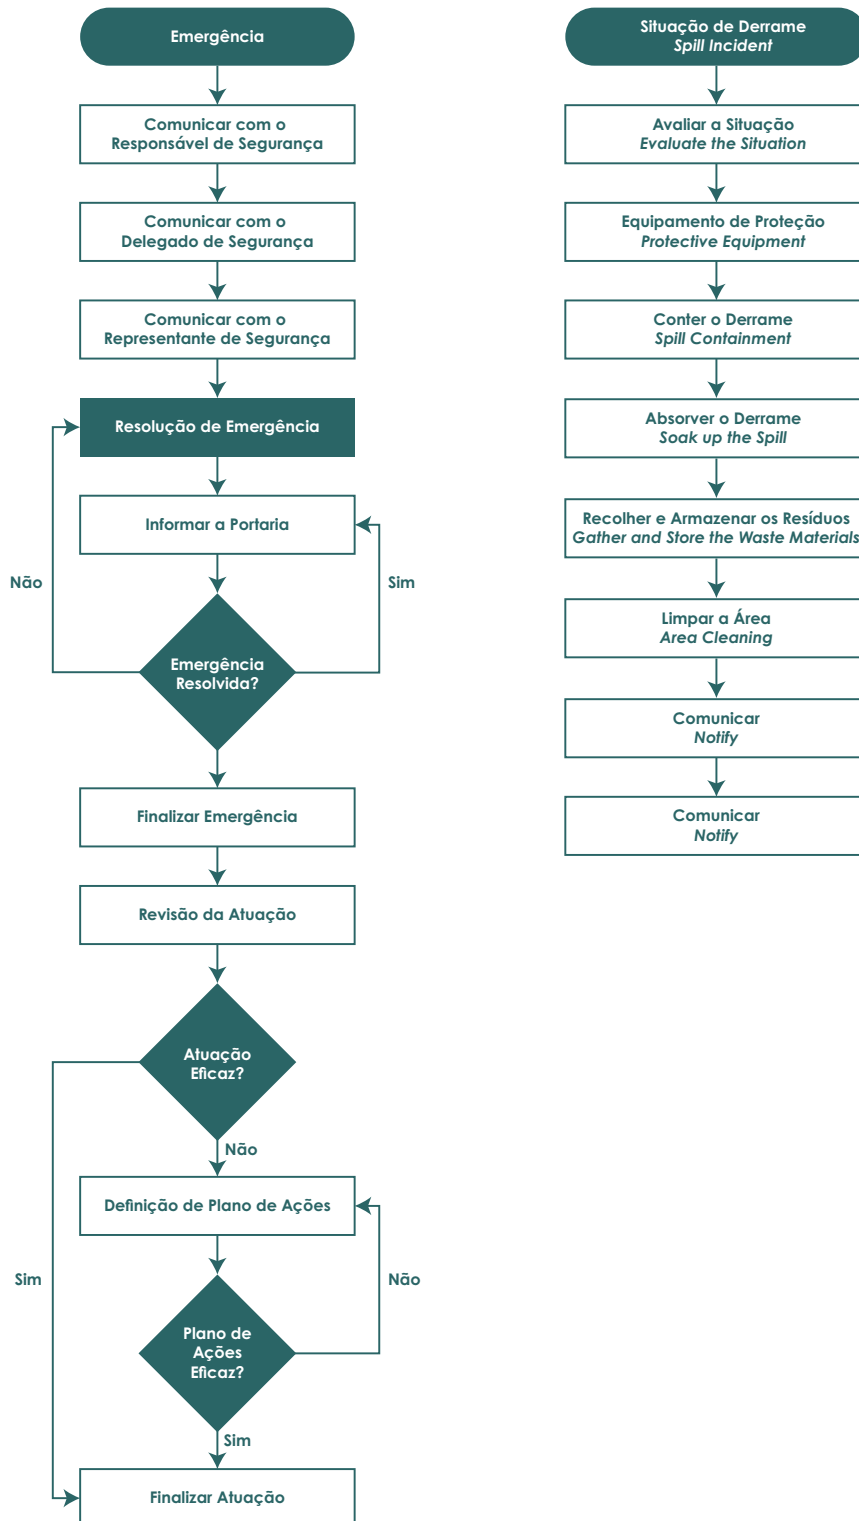 Emergência
Comunicar com o
Responsável de Segurança
Comunicar com o
Delegado de Segurança
Comunicar com o
Representante de Segurança
Resolução de Emergência
Informar a Portaria
Não
Sim
Emergência
Resolvida?
Finalizar Emergência
Revisão da Atuação
Atuação
Eficaz?
Não
Definição de Plano de Ações
Sim
Não
Plano de
Ações
Eficaz?
Sim
Finalizar Atuação
Situação de Derrame
Spill Incident
Avaliar a Situação
Evaluate the Situation
Equipamento de Proteção
Protective Equipment
Conter o Derrame
Spill Containment
Absorver o Derrame
Soak up the Spill
Recolher e Armazenar os Resíduos
Gather and Store the Waste Materials
Limpar a Área
Area Cleaning
Comunicar
Notify
Comunicar
Notify